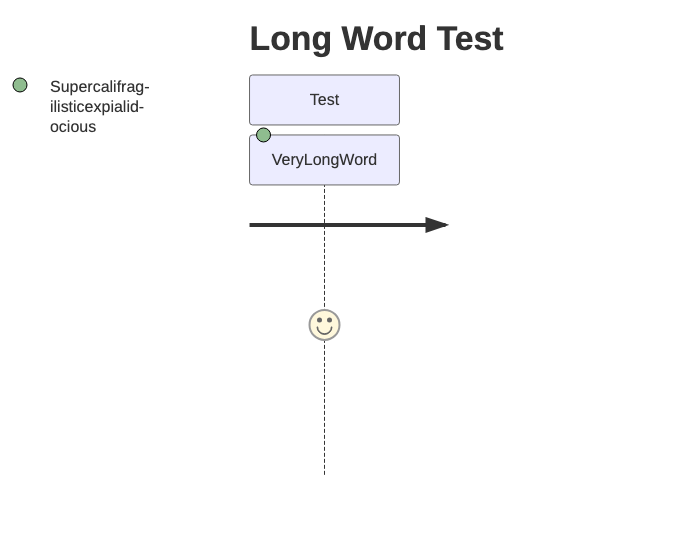 Long Word Test
Supercalifrag-
ilisticexpialid-
ocious
Test
VeryLongWord